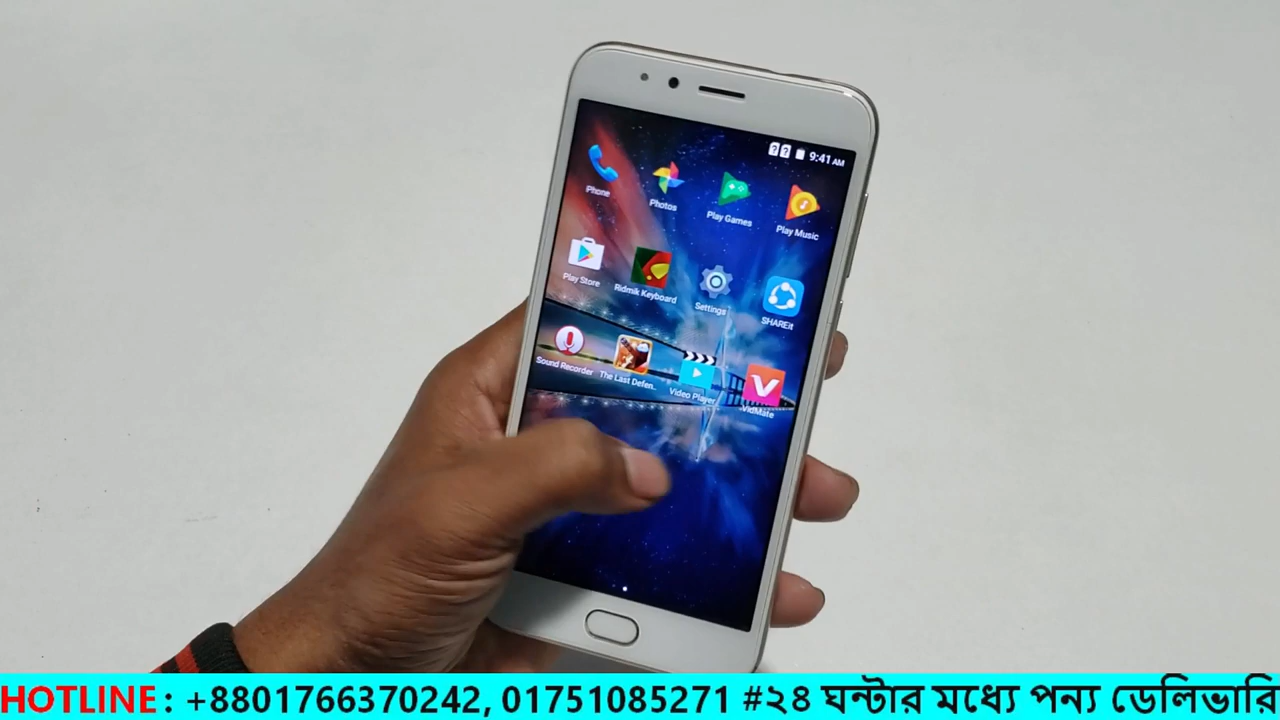 9:41 AM
iPhone
Photos
Play Games
Play Music
Play Store
Ridmik Keyboard
Settings
SHAREit
Sound Recorder
The Last Defen..
Video Player
VidMate
HOTLINE : +8801766370242, 01751085271 #২৪ ঘন্টার মধ্যে পন্য ডেলিভারি